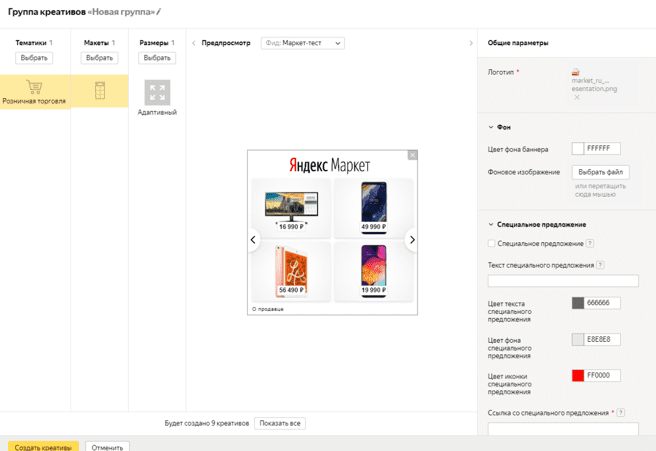 Группа креативов «Новая группа»
Тематики 1
Выбрать
Розничная торговля
Макеты 1
Выбрать
Размеры 1
Выбрать
Адаптивный
Предпросмотр
Фид: Маркет-тест
Яндекс Маркет
16 990 ₽
49 990 ₽
56 490 ₽
19 990 ₽
О продавце
Будет создано 9 креативов Показать все
Создать креативы Отменить
Общие параметры
Логотип *
market_ru_...
esentation.png
Фон
Цвет фона баннера FFFFFF
Фоновое изображение Выбрать файл
или перетащить
сюда мышью
Специальное предложение
Специальное предложение ?
Текст специального предложения ?
Цвет текста
специального
предложения
666666
Цвет фона
специального
предложения
E8E8E8
Цвет иконки
специального
предложения
FF0000
Ссылка со специального предложения * ?